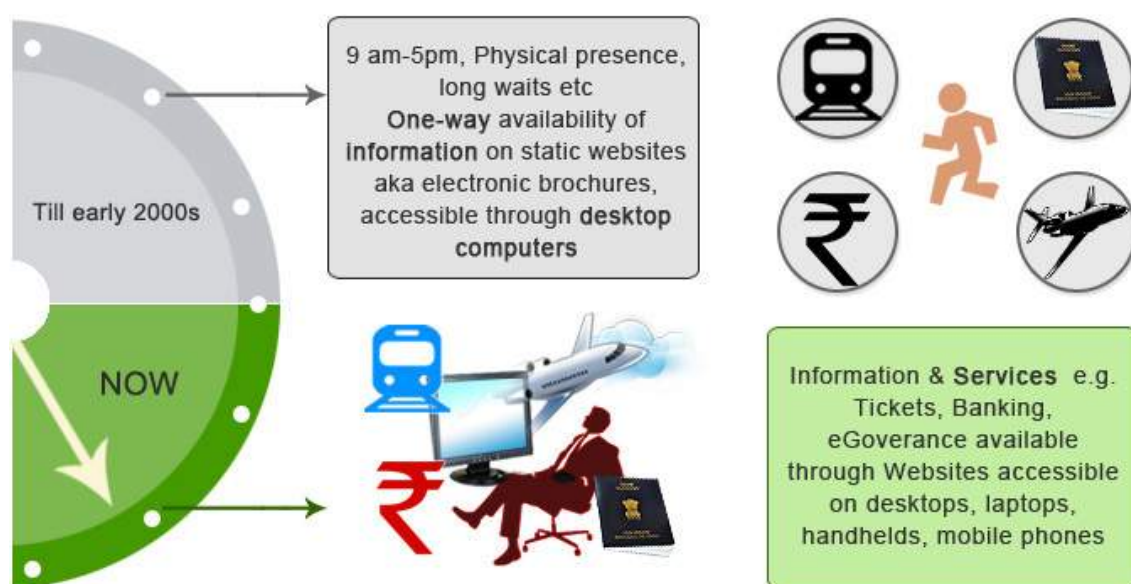 9 am-5pm, Physical presence,
long waits etc
One-way availability of
information on static websites
aka electronic brochures,
accessible through desktop
computers
Till early 2000s
NOW
Information & Services e.g.
Tickets, Banking,
eGoverance available
through Websites accessible
on desktops, laptops,
handhelds, mobile phones